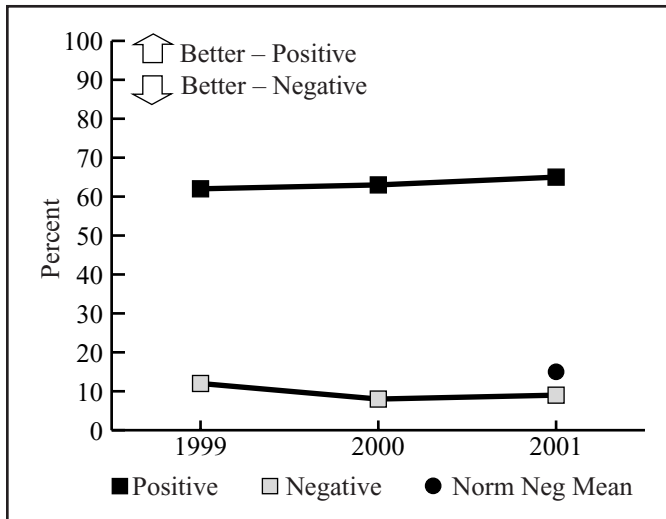 Better – Positive
Better – Negative
Percent
100
90
80
70
60
50
40
30
20
10
0
1999 2000 2001
Positive Negative Norm Neg Mean